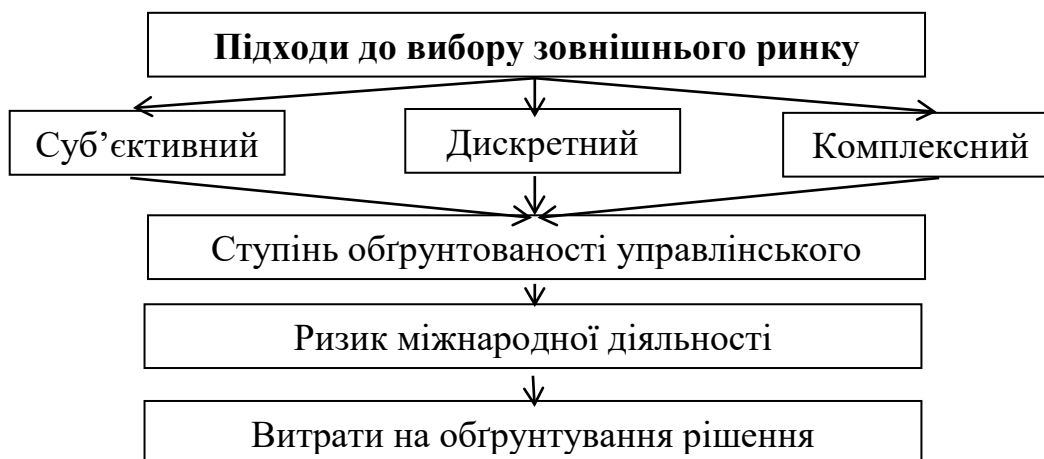 Підходи до вибору зовнішнього ринку
Суб’єктивний
Дискретний
Комплексний
Ступінь обґрунтованості управлінського
Ризик міжнародної діяльності
Витрати на обґрунтування рішення